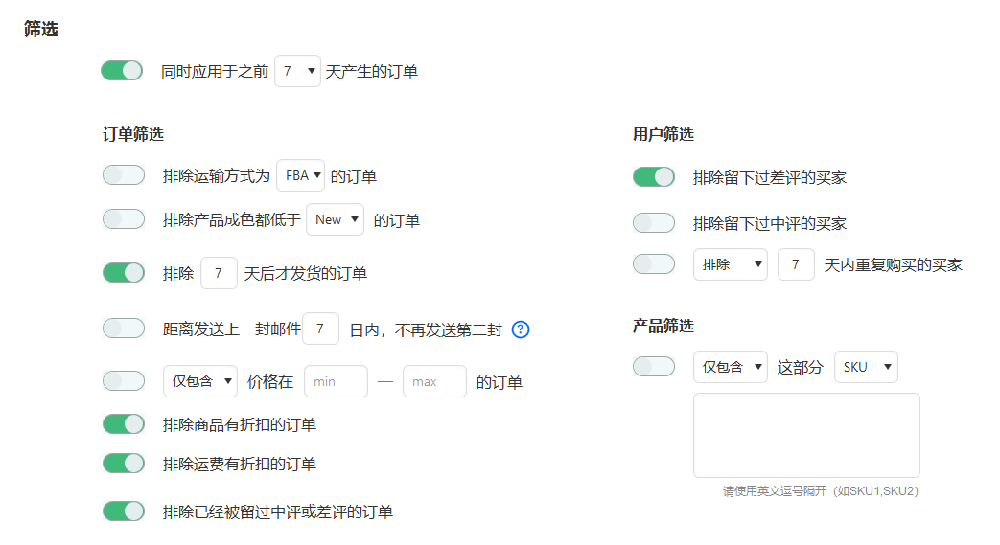 筛选
同时应用于之前 7 天产生的订单
订单筛选
排除运输方式为 FBA 的订单
排除产品成色都低于 New 的订单
排除 7 天后才发货的订单
距离发送上一封邮件 7 日内，不再发送第二封 ?
仅包含 价格在 min — max 的订单
排除商品有折扣的订单
排除运费有折扣的订单
排除已经被留过中评或差评的订单
用户筛选
排除留下过差评的买家
排除留下过中评的买家
排除 7 天内重复购买的买家
产品筛选
仅包含 这部分 SKU
请使用英文逗号隔开（如SKU1,SKU2）